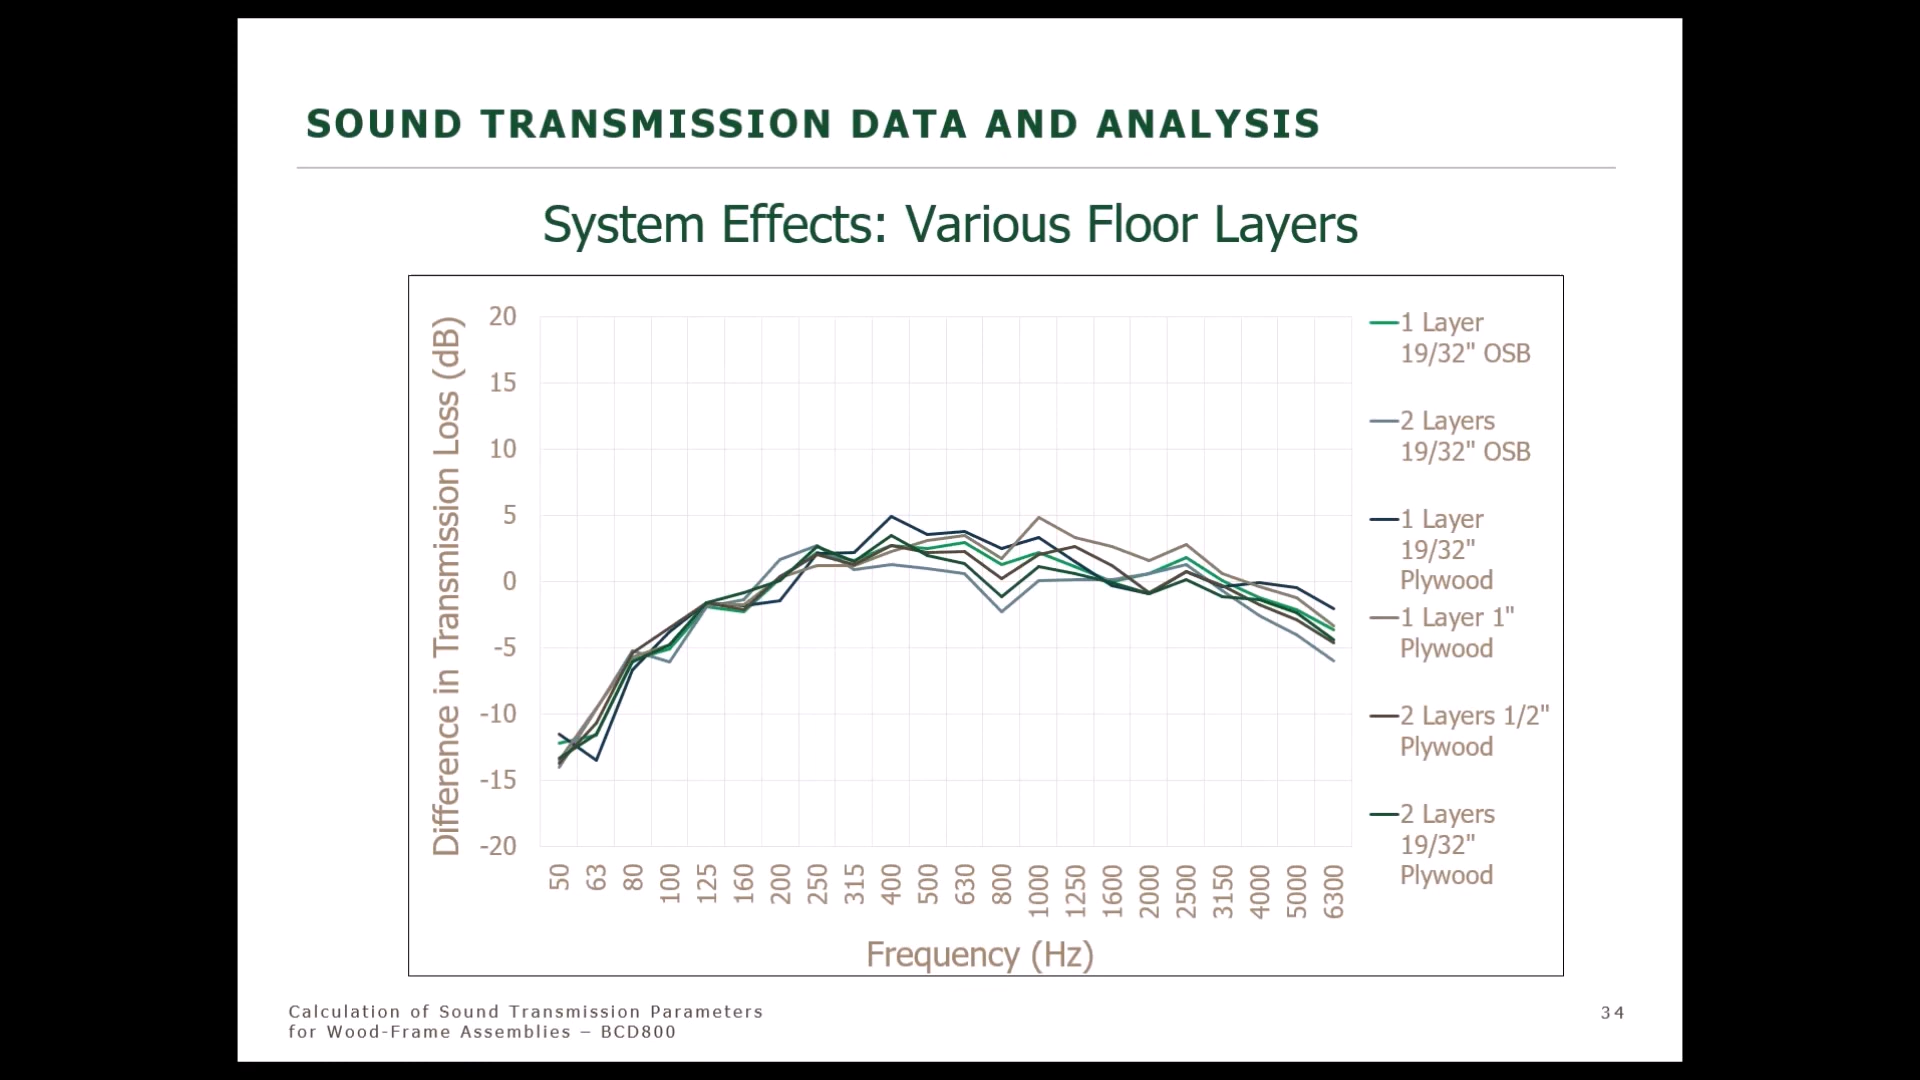 SOUND TRANSMISSION DATA AND ANALYSIS
System Effects: Various Floor Layers
Difference in Transmission Loss (dB)
20
15
10
5
0
-5
-10
-15
-20
50 63 80 100 125 160 200 250 315 400 500 630 800 1000 1250 1600 2000 2500 3150 4000 5000 6300
Frequency (Hz)
1 Layer
19/32" OSB
2 Layers
19/32" OSB
1 Layer
19/32"
Plywood
1 Layer 1"
Plywood
2 Layers 1/2"
Plywood
2 Layers
19/32"
Plywood
Calculation of Sound Transmission Parameters
for Wood-Frame Assemblies – BCD800
34